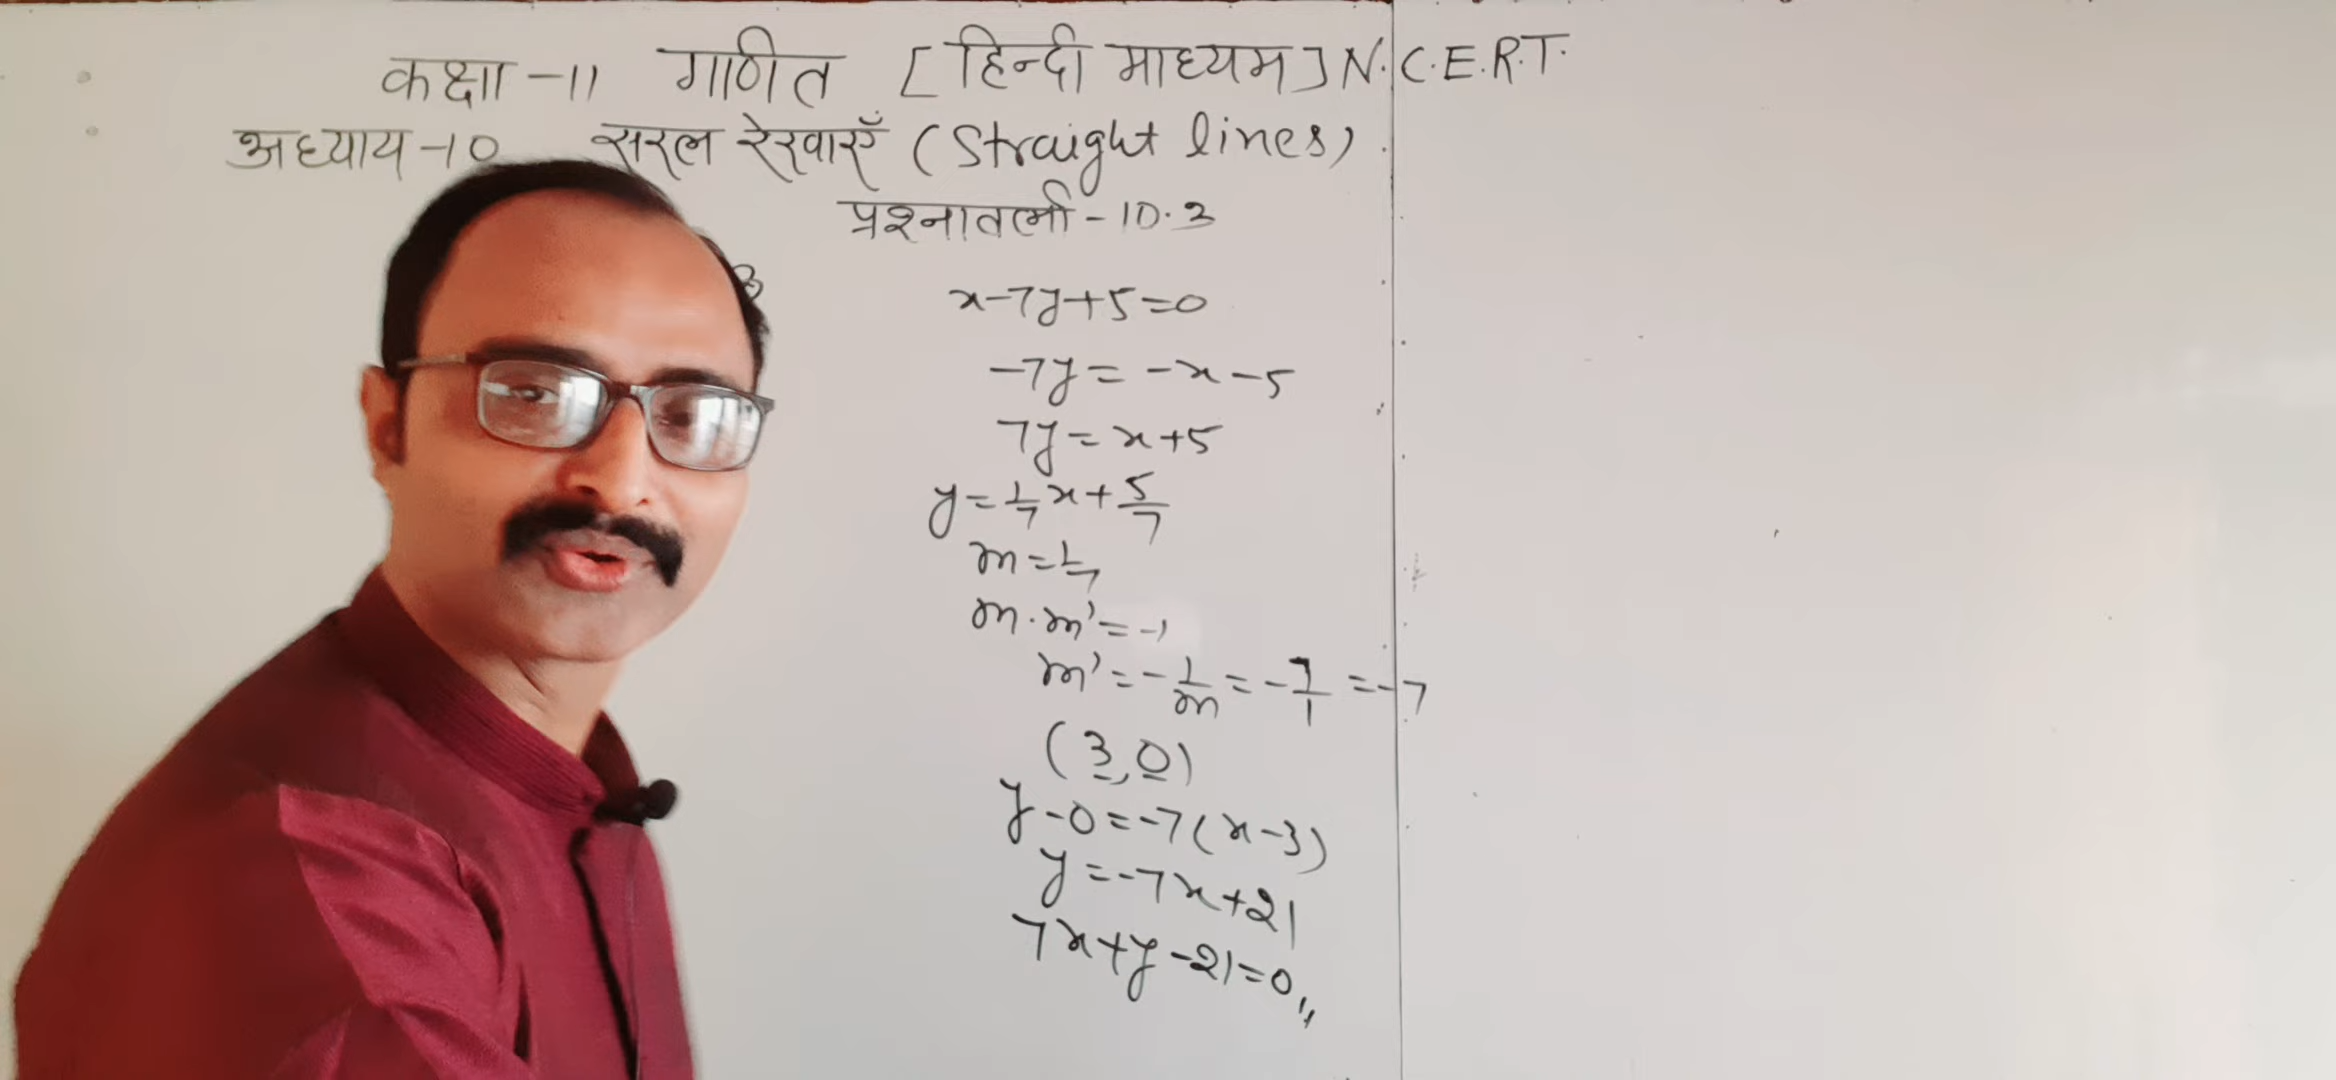 कक्षा -11 गणित [हिन्दी माध्यम] N.C.E.R.T.
अध्याय-10 सरल रेखाएँ (Straight lines)
प्रश्नावली - 10.3
x-7y+5=0
-7y = -x-5
7y = x+5
y = 1/7 x + 5/7
m = 1/7
m.m' = -1
m' = -1/m = -7/1 = -7
(3,0)
y-0=-7(x-3)
y=-7x+21
7x+y-21=0,,